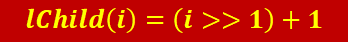 lChild(i) = (i >> 1) + 1